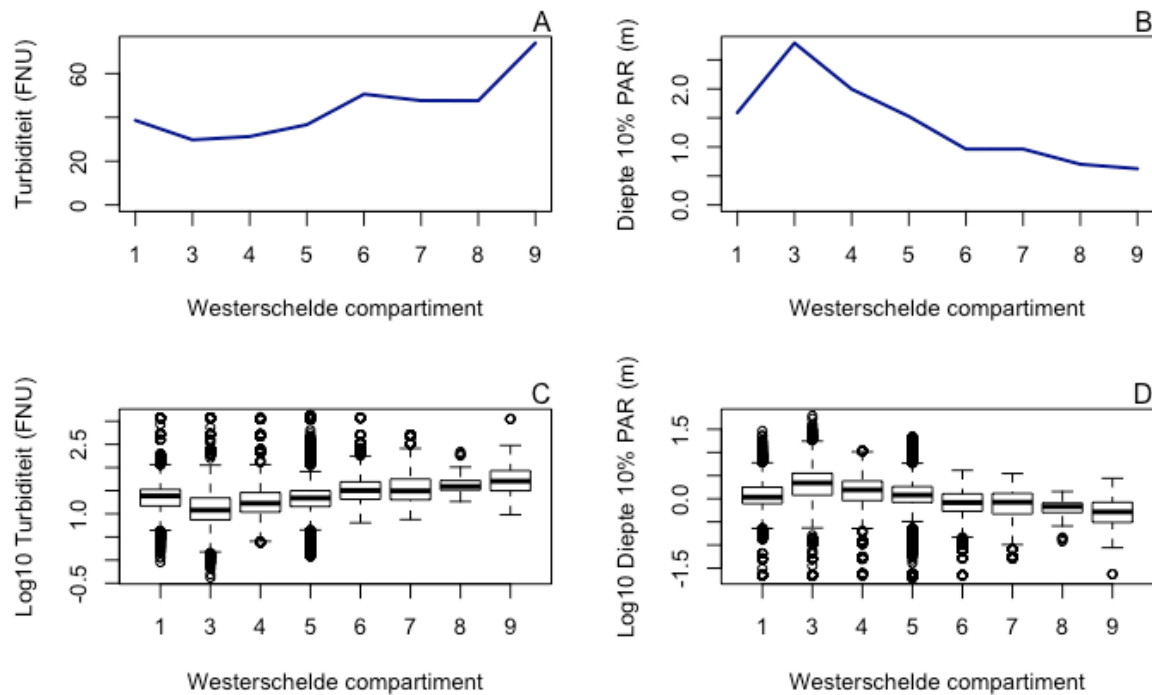 A
Turbiditeit (FNU)
0 20 60
1 3 4 5 6 7 8 9
Westerschelde compartiment
B
Diepte 10% PAR (m)
0.0 1.0 2.0
1 3 4 5 6 7 8 9
Westerschelde compartiment
C
Log10 Turbiditeit (FNU)
-0.5 1.0 2.5
1 3 4 5 6 7 8 9
Westerschelde compartiment
D
Log10 Diepte 10% PAR (m)
-1.5 0.0 1.5
1 3 4 5 6 7 8 9
Westerschelde compartiment